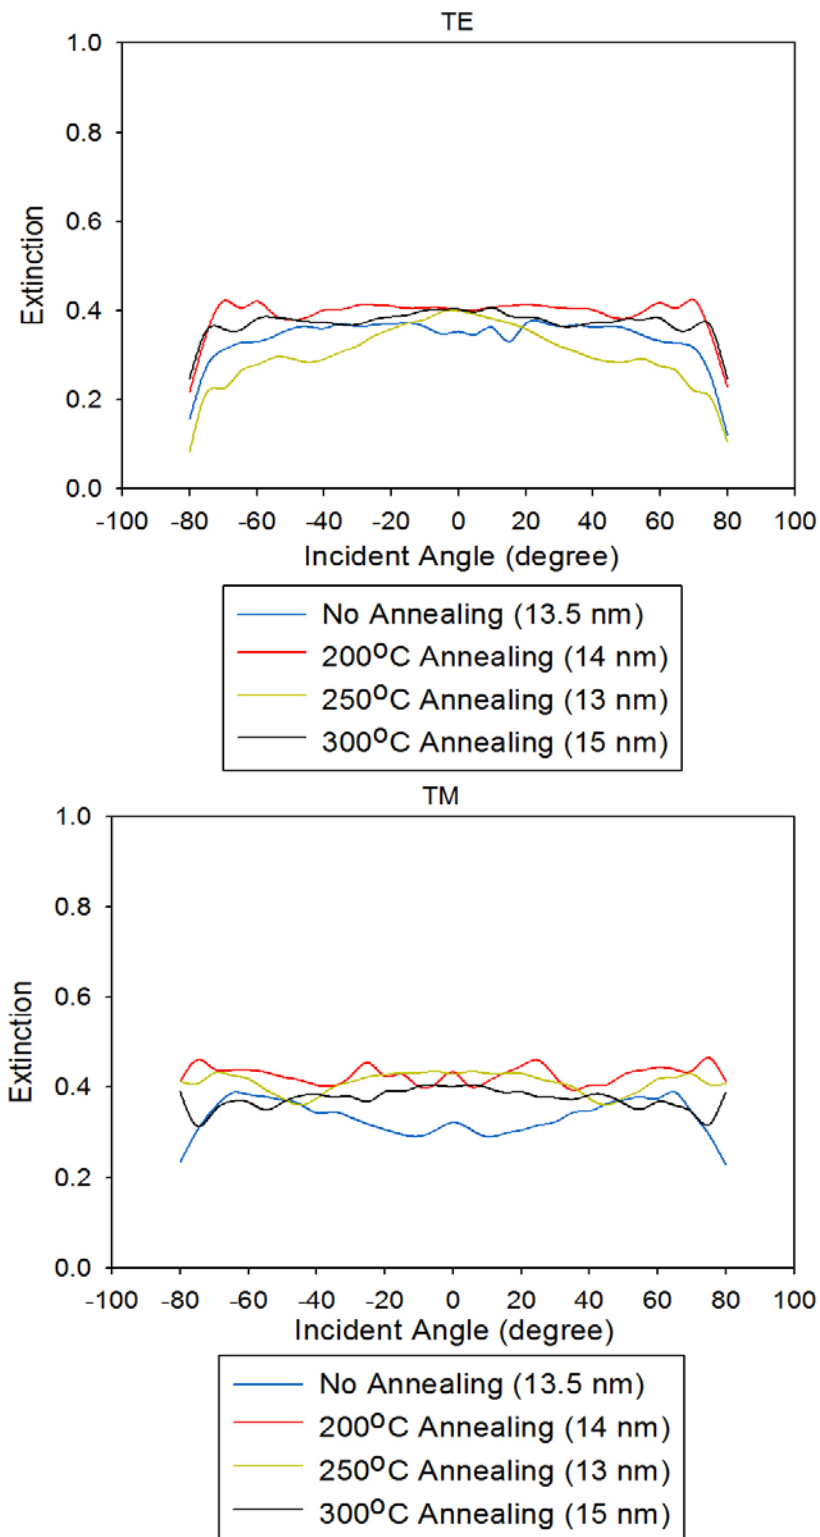 TE
1.0
0.8
0.6
0.4
0.2
0.0
Extinction
-100 -80 -60 -40 -20 0 20 40 60 80 100
Incident Angle (degree)
No Annealing (13.5 nm)
200ºC Annealing (14 nm)
250ºC Annealing (13 nm)
300ºC Annealing (15 nm)
TM
1.0
0.8
0.6
0.4
0.2
0.0
Extinction
-100 -80 -60 -40 -20 0 20 40 60 80 100
Incident Angle (degree)
No Annealing (13.5 nm)
200ºC Annealing (14 nm)
250ºC Annealing (13 nm)
300ºC Annealing (15 nm)